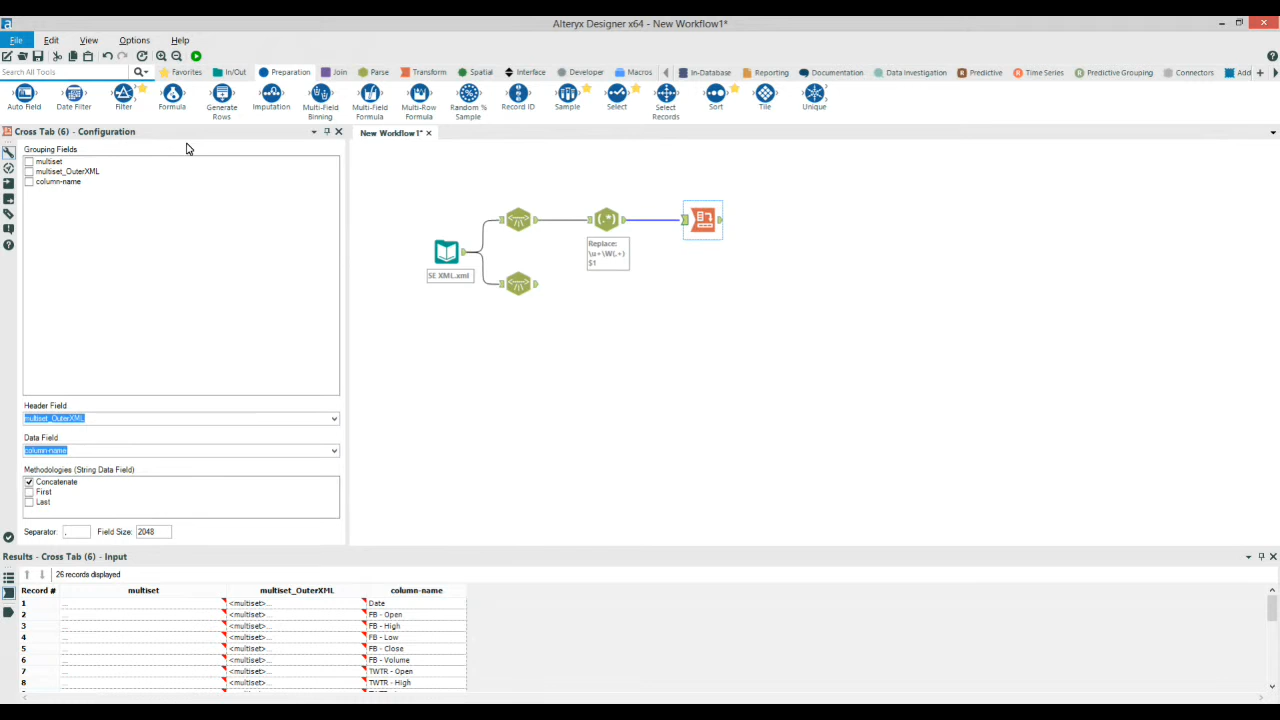 Alteryx Designer x64 - New Workflow1*
File Edit View Options Help
Search All Tools Favorites In/Out Preparation Join Parse Transform Spatial Interface Developer Macros In-Database Reporting Documentation Data Investigation Predictive Time Series Predictive Grouping Connectors Add
Auto Field Date Filter Filter Formula Generate Rows Imputation Multi-Field Binning Multi-Field Formula Multi-Row Formula Random % Sample Record ID Sample Select Select Records Sort Tile Unique
Cross Tab (6) - Configuration
New Workflow1*
Grouping Fields
multiset
multiset_OuterXML
column-name
Header Field
multiset_OuterXML
Data Field
column-name
Methodologies (String Data Field)
Concatenate
First
Last
Separator: , Field Size: 2048
SE XML.xml
Replace:
\u+\W(.+)
$1
Results - Cross Tab (6) - Input
26 records displayed
Record # multiset multiset_OuterXML column-name
1 ... <multiset>... Date
2 ... <multiset>... FB - Open
3 ... <multiset>... FB - High
4 ... <multiset>... FB - Low
5 ... <multiset>... FB - Close
6 ... <multiset>... FB - Volume
7 ... <multiset>... TWTR - Open
8 ... <multiset>... TWTR - High